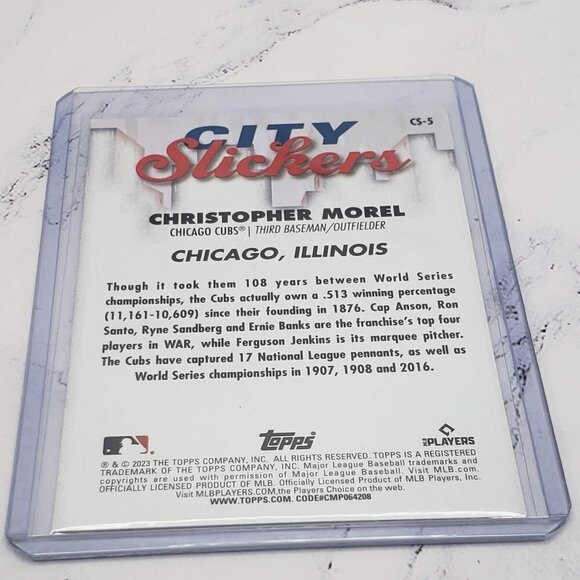 CS-5
CITY
Slickers
CHRISTOPHER MOREL
CHICAGO CUBS® | THIRD BASEMAN/OUTFIELDER
CHICAGO, ILLINOIS
Though it took them 108 years between World Series
championships, the Cubs actually own a .513 winning percentage
(11,161-10,609) since their founding in 1876. Cap Anson, Ron
Santo, Ryne Sandberg and Ernie Banks are the franchise's top four
players in WAR, while Ferguson Jenkins is its marquee pitcher.
The Cubs have captured 17 National League pennants, as well as
World Series championships in 1907, 1908 and 2016.
Topps
MLB PLAYERS
® & © 2023 THE TOPPS COMPANY, INC. ALL RIGHTS RESERVED. TOPPS IS A REGISTERED
TRADEMARK OF THE TOPPS COMPANY, INC. Major League Baseball trademarks and
copyrights are used with permission of Major League Baseball. Visit MLB.com.
OFFICIALLY LICENSED PRODUCT OF MLB. Officially Licensed Product of MLB Players, Inc.
Visit MLBPLAYERS.COM, the Players Choice on the web.
WWW.TOPPS.COM. CODE#CMP064208